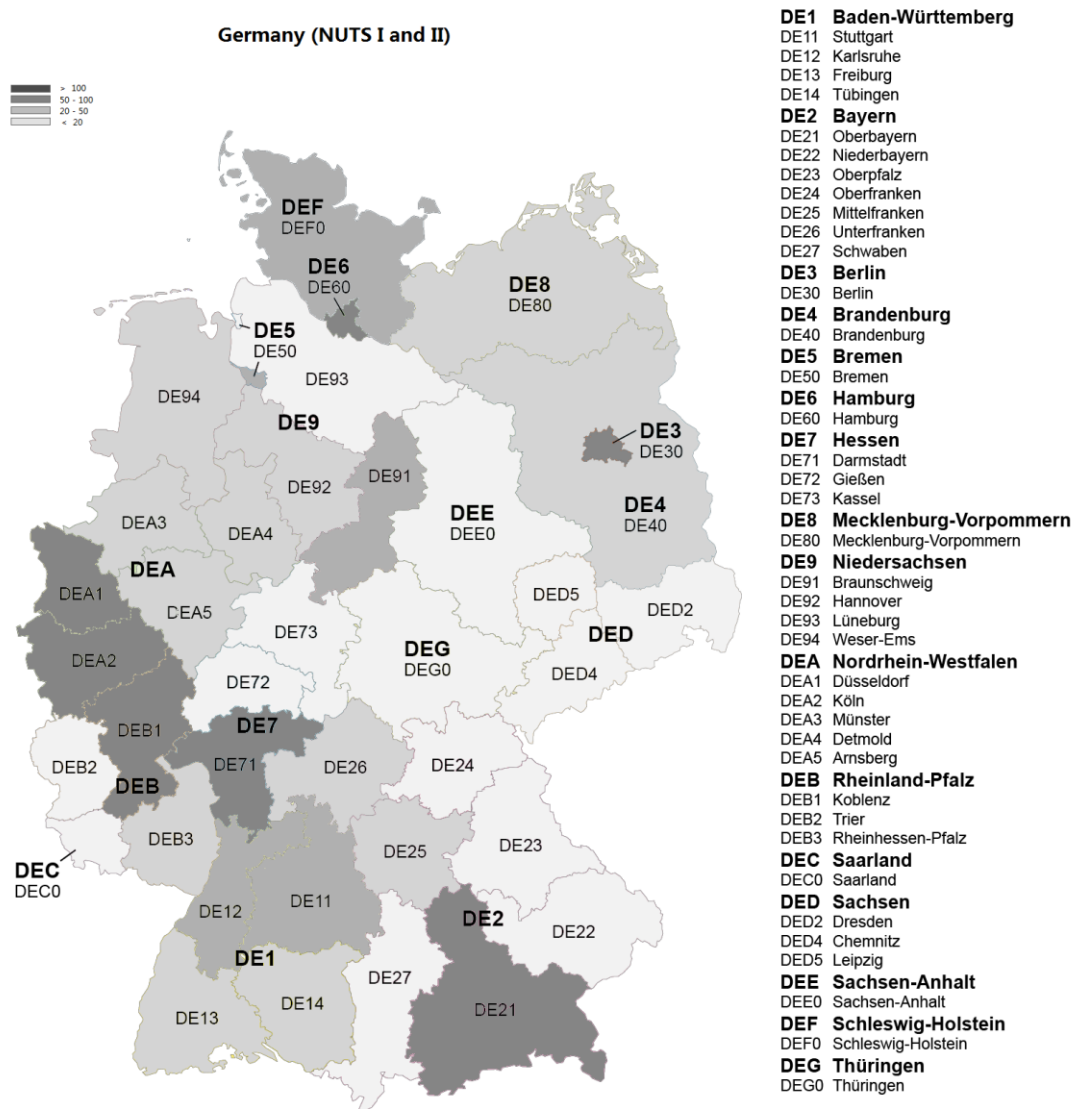 Germany (NUTS I and II)
> 100
50 - 100
20 - 50
< 20
DEF
DEF0
DE6
DE60
DE8
DE80
DE5
DE50
DE93
DE94
DE9
DE3
DE30
DE91
DE92
DEE
DEE0
DE4
DE40
DEA3
DEA4
DEA
DEA1
DEA5
DED5
DED2
DED
DE73
DEA2
DEG
DEG0
DED4
DE72
DE7
DEB1
DE71
DEB2
DE26
DE24
DEB
DEB3
DE25
DE23
DEC
DEC0
DE12
DE11
DE2
DE22
DE1
DE27
DE13
DE14
DE21
DE1 Baden-Württemberg
DE11 Stuttgart
DE12 Karlsruhe
DE13 Freiburg
DE14 Tübingen
DE2 Bayern
DE21 Oberbayern
DE22 Niederbayern
DE23 Oberpfalz
DE24 Oberfranken
DE25 Mittelfranken
DE26 Unterfranken
DE27 Schwaben
DE3 Berlin
DE30 Berlin
DE4 Brandenburg
DE40 Brandenburg
DE5 Bremen
DE50 Bremen
DE6 Hamburg
DE60 Hamburg
DE7 Hessen
DE71 Darmstadt
DE72 Gießen
DE73 Kassel
DE8 Mecklenburg-Vorpommern
DE80 Mecklenburg-Vorpommern
DE9 Niedersachsen
DE91 Braunschweig
DE92 Hannover
DE93 Lüneburg
DE94 Weser-Ems
DEA Nordrhein-Westfalen
DEA1 Düsseldorf
DEA2 Köln
DEA3 Münster
DEA4 Detmold
DEA5 Arnsberg
DEB Rheinland-Pfalz
DEB1 Koblenz
DEB2 Trier
DEB3 Rheinhessen-Pfalz
DEC Saarland
DEC0 Saarland
DED Sachsen
DED2 Dresden
DED4 Chemnitz
DED5 Leipzig
DEE Sachsen-Anhalt
DEE0 Sachsen-Anhalt
DEF Schleswig-Holstein
DEF0 Schleswig-Holstein
DEG Thüringen
DEG0 Thüringen